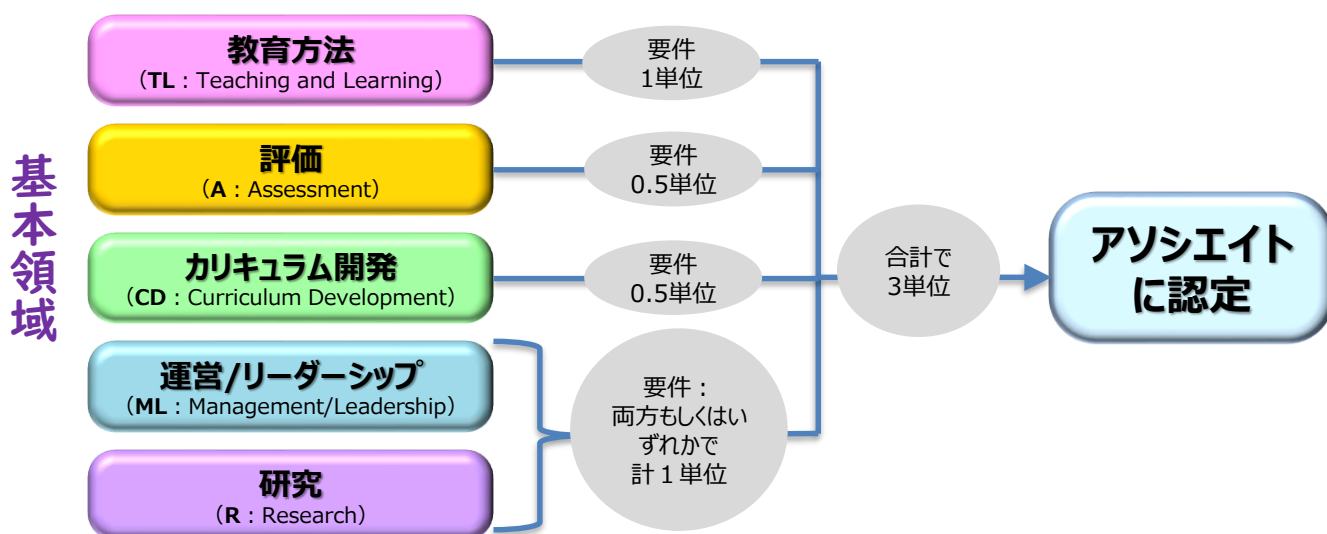 基本領域
教育方法
（TL：Teaching and Learning）
要件
1単位
評価
（A：Assessment）
要件
0.5単位
カリキュラム開発
（CD：Curriculum Development）
要件
0.5単位
運営/リーダーシップ
（ML：Management/Leadership）
研究
（R：Research）
要件：
両方もしくはい
ずれかで
計１単位
合計で
3単位
アソシエイト
に認定